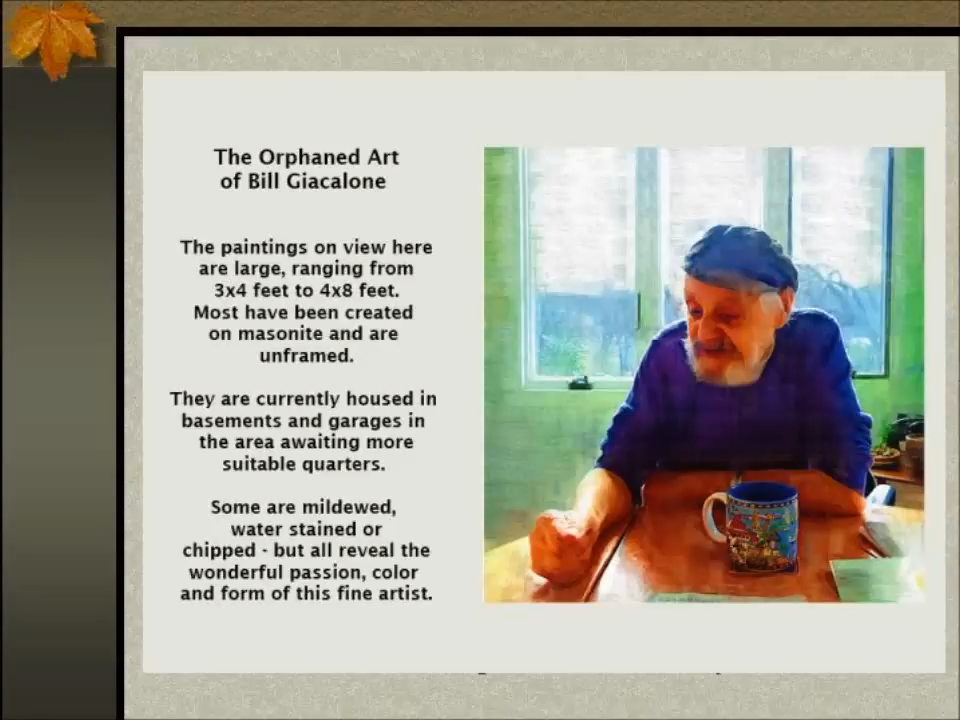 The Orphaned Art
of Bill Giacalone
The paintings on view here
are large, ranging from
3x4 feet to 4x8 feet.
Most have been created
on masonite and are
unframed.
They are currently housed in
basements and garages in
the area awaiting more
suitable quarters.
Some are mildewed,
water stained or
chipped - but all reveal the
wonderful passion, color
and form of this fine artist.